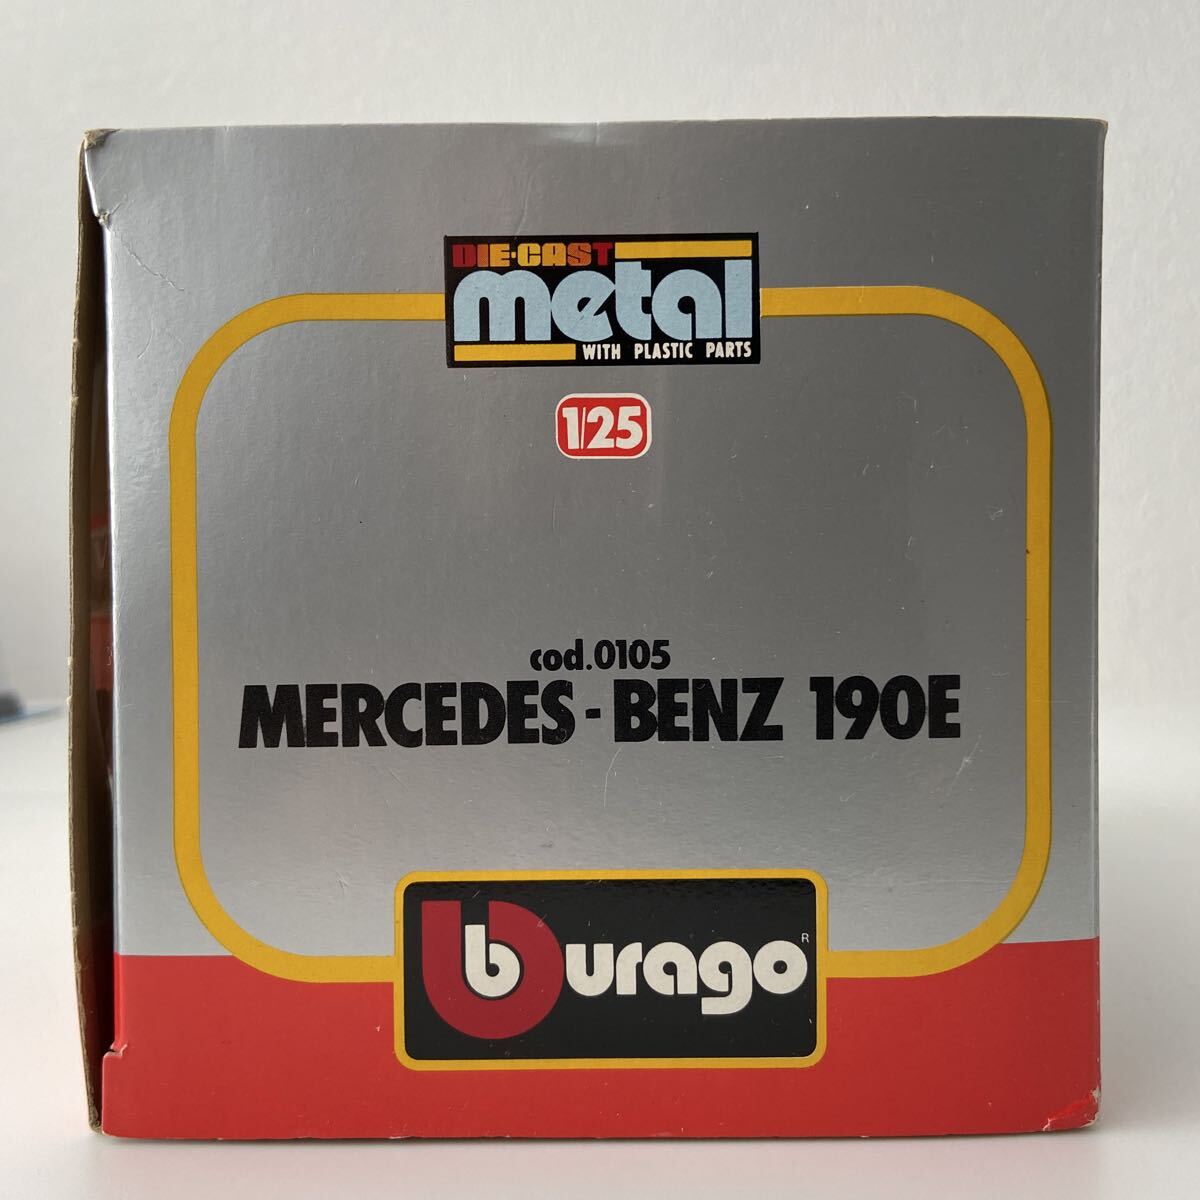 DIE-CAST
metal
WITH PLASTIC PARTS
1/25
cod.0105
MERCEDES-BENZ 190E
burago
R